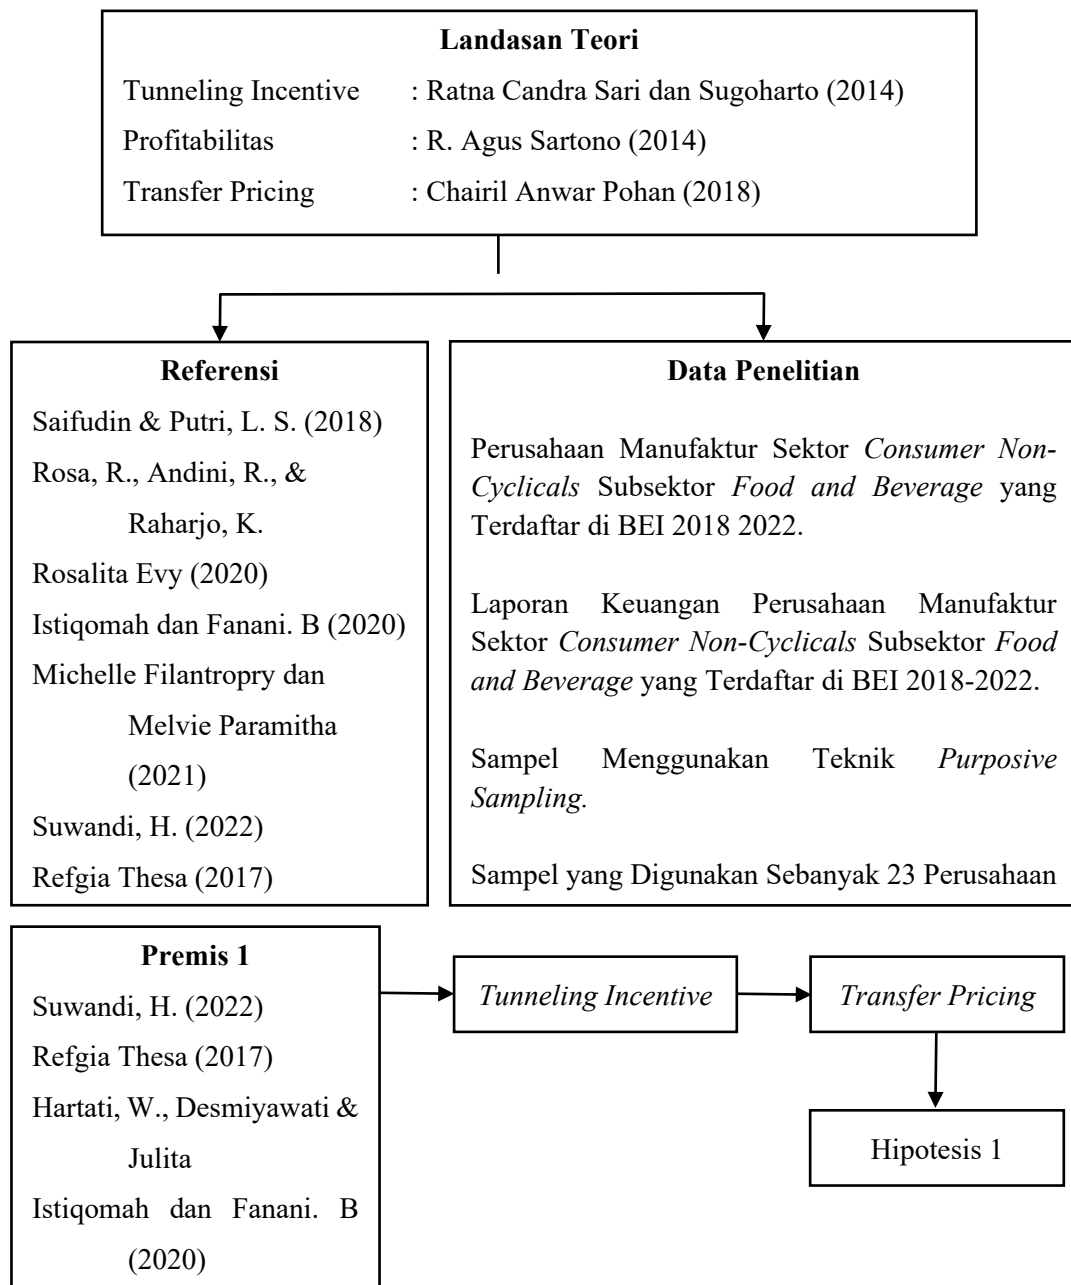 Landasan Teori
Tunneling Incentive : Ratna Candra Sari dan Sugoharto (2014)
Profitabilitas : R. Agus Sartono (2014)
Transfer Pricing : Chairil Anwar Pohan (2018)
Referensi
Saifudin & Putri, L. S. (2018)
Rosa, R., Andini, R., &
Raharjo, K.
Rosalita Evy (2020)
Istiqomah dan Fanani. B (2020)
Michelle Filantropry dan
Melvie Paramitha
(2021)
Suwandi, H. (2022)
Refgia Thesa (2017)
Data Penelitian
Perusahaan Manufaktur Sektor Consumer Non-
Cyclicals Subsektor Food and Beverage yang
Terdaftar di BEI 2018 2022.
Laporan Keuangan Perusahaan Manufaktur
Sektor Consumer Non-Cyclicals Subsektor Food
and Beverage yang Terdaftar di BEI 2018-2022.
Sampel Menggunakan Teknik Purposive
Sampling.
Sampel yang Digunakan Sebanyak 23 Perusahaan
Premis 1
Suwandi, H. (2022)
Refgia Thesa (2017)
Hartati, W., Desmiyawati &
Julita
Istiqomah dan Fanani. B
(2020)
Tunneling Incentive
Transfer Pricing
Hipotesis 1